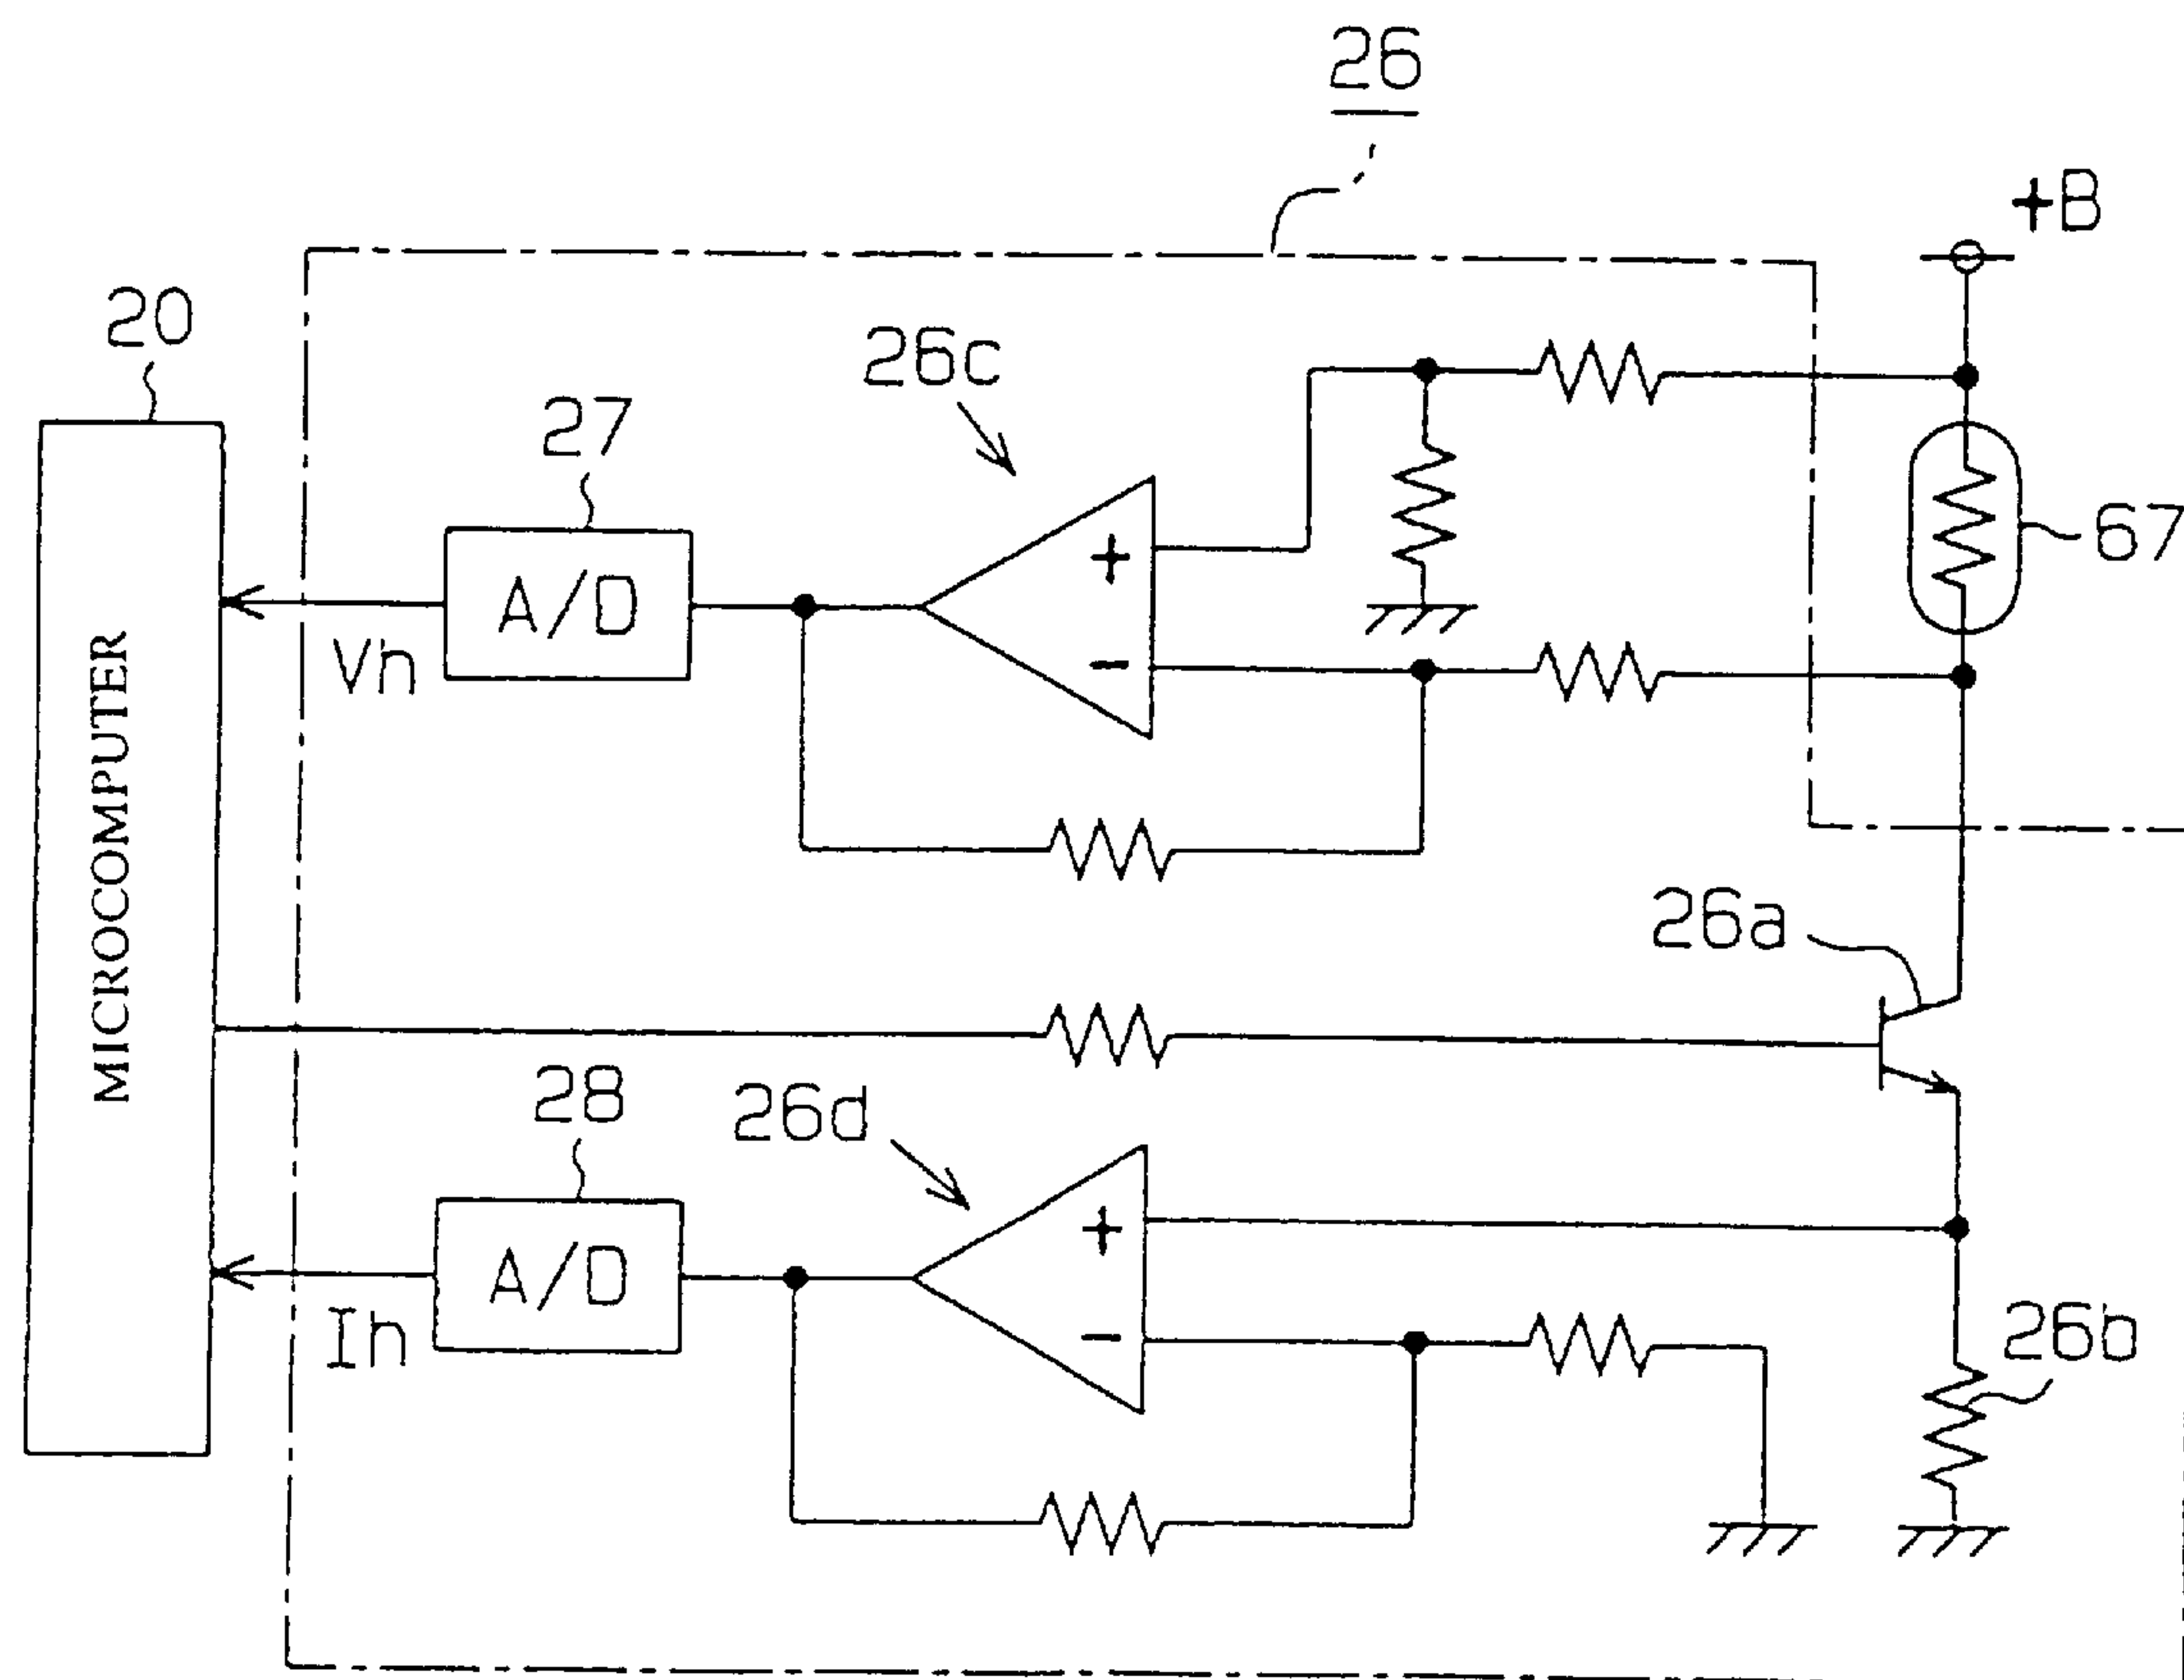 26
+B
20
26c
27
+
A/D
67
Vh
-
MICROCOMPUTER
26a
28
26d
+
A/D
26b
Ih
-